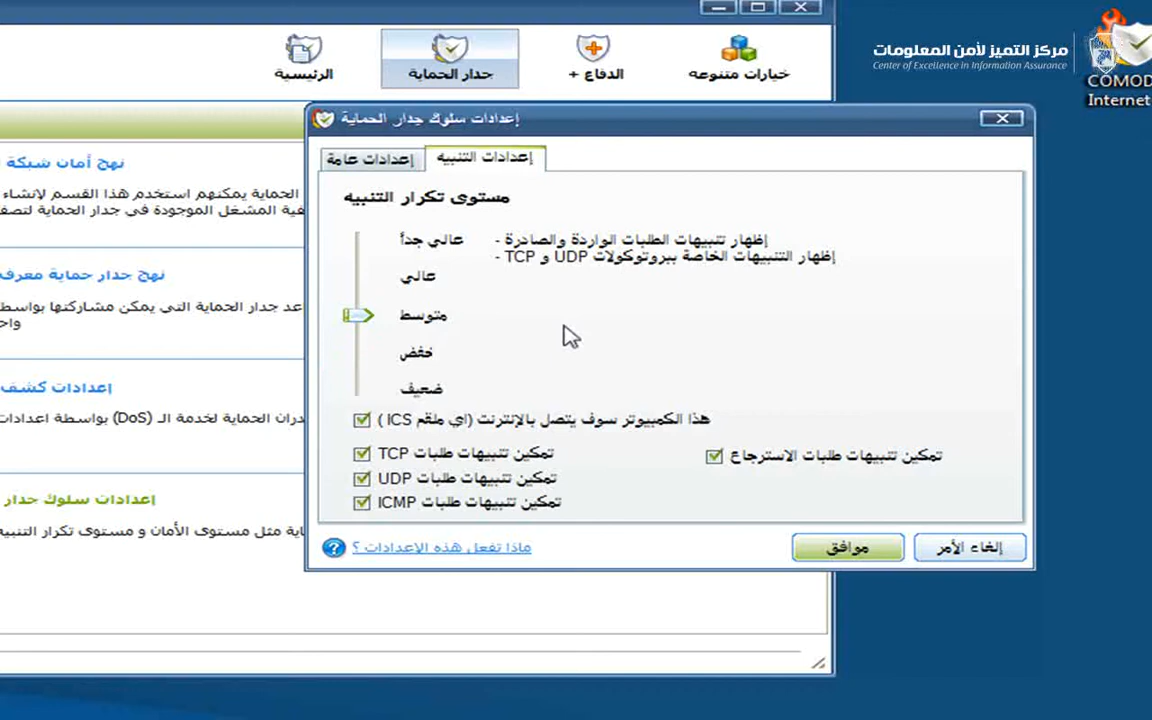 الرئيسية
جدار الحماية
الدفاع +
خيارات متنوعه
مركز التميز لأمن المعلومات
Center of Excellence in Information Assurance
COMOD
Internet
نهج أمان شبكة
الحماية يمكنهم استخدم هذا القسم لإنشاء
فية المشغل الموجودة في جدار الحماية لتصف
نهج جدار حماية معرف
عد جدار الحماية التي يمكن مشاركتها بواسط
واح
إعدادات كشف
دران الحماية لخدمة الـ (DoS) بواسطة اعدادات
إعدادات سلوك جدار
اية مثل مستوى الأمان و مستوى تكرار التنبيه
إعدادات سلوك جدار الحماية
إعدادات عامة
إعدادات التنبيه
مستوى تكرار التنبيه
عالي جداً
عالي
متوسط
خفض
ضعيف
- إظهار تنبيهات الطلبات الواردة والصادرة
- إظهار التنبيهات الخاصة ببروتوكولات UDP و TCP
هذا الكمبيوتر سوف يتصل بالإنترنت (اي ملقم ICS )
تمكين تنبيهات طلبات TCP
تمكين تنبيهات طلبات الاسترجاع
تمكين تنبيهات طلبات UDP
تمكين تنبيهات طلبات ICMP
ماذا تفعل هذه الإعدادات ؟
موافق
إلغاء الأمر